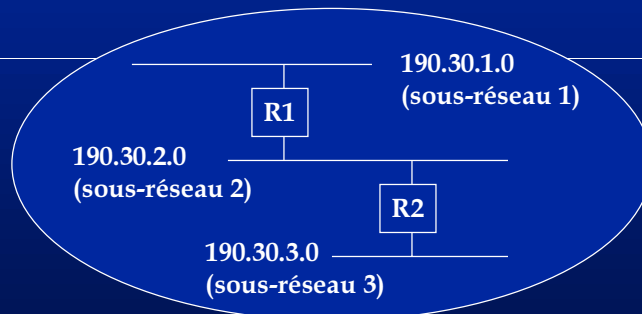 190.30.1.0
(sous-réseau 1)
R1
190.30.2.0
(sous-réseau 2)
R2
190.30.3.0
(sous-réseau 3)